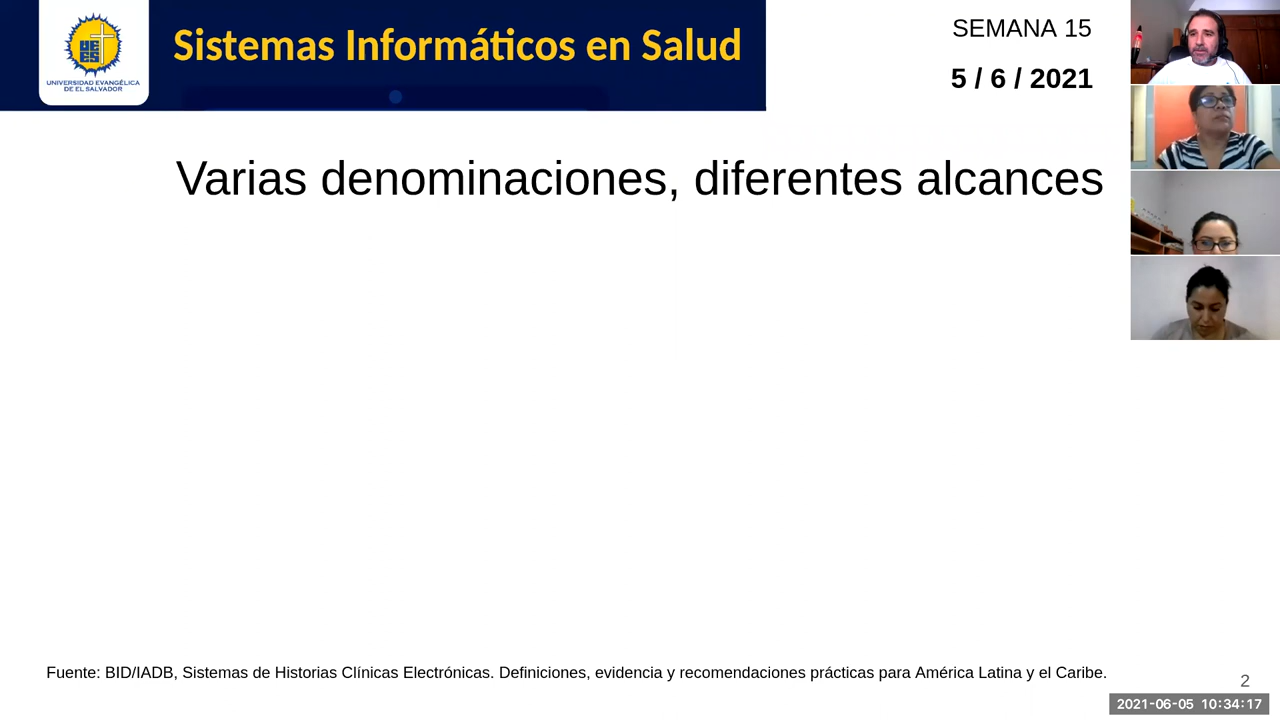 Sistemas Informáticos en Salud
UEES
UNIVERSIDAD EVANGÉLICA
DE EL SALVADOR
SEMANA 15
5 / 6 / 2021
Varias denominaciones, diferentes alcances
Fuente: BID/IADB, Sistemas de Historias Clínicas Electrónicas. Definiciones, evidencia y recomendaciones prácticas para América Latina y el Caribe.
2
2021-06-05 10:34:17